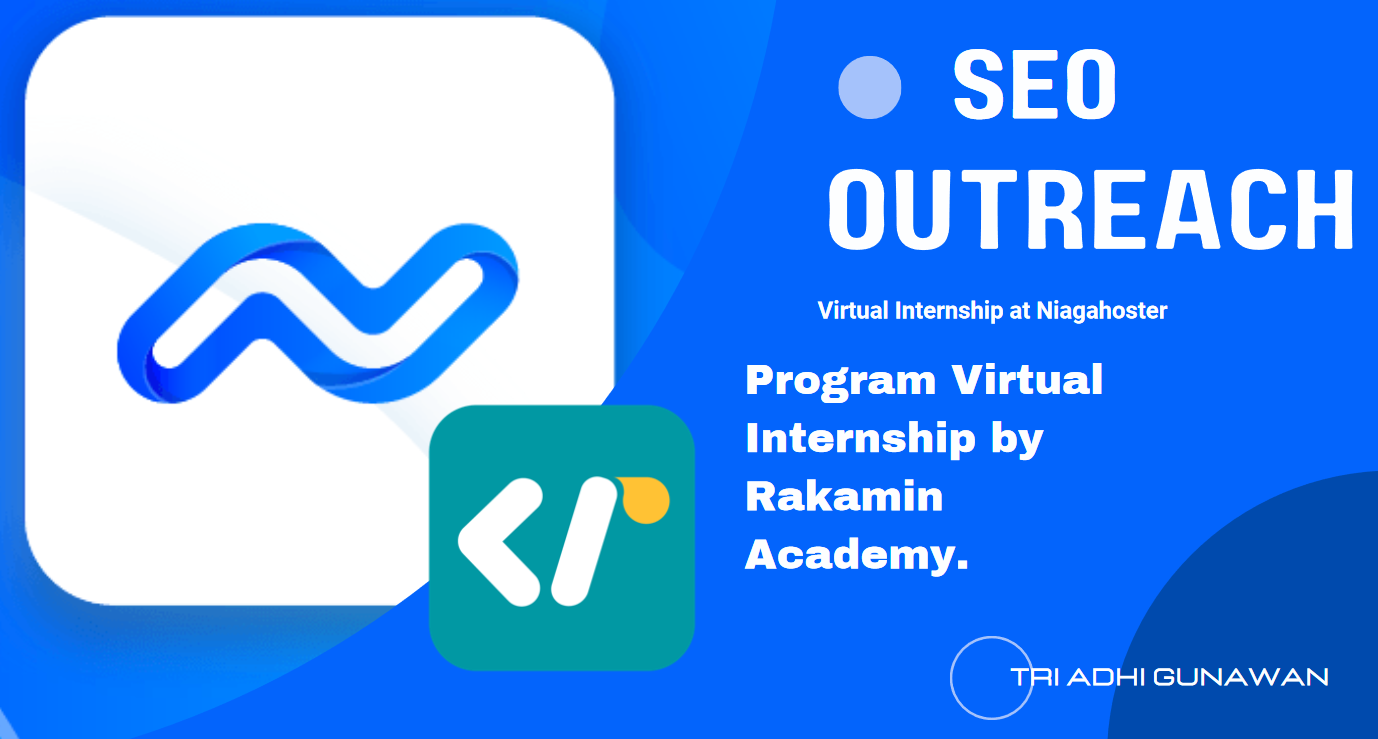 SEO
OUTREACH
Virtual Internship at Niagahoster
Program Virtual
Internship by
Rakamin
Academy.
TRI ADHI GUNAWAN